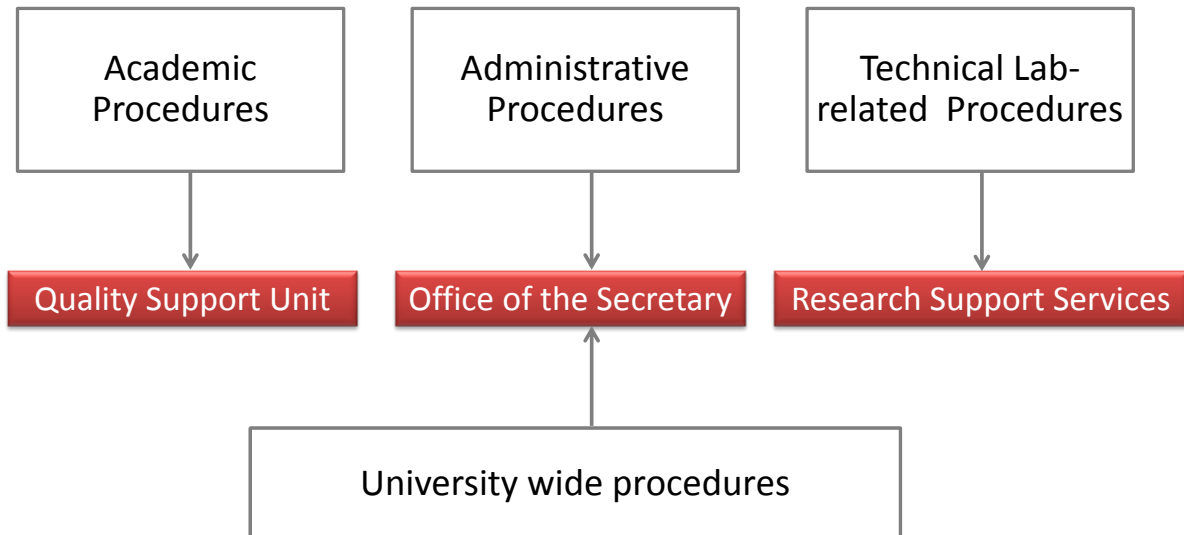 Academic
Procedures
Administrative
Procedures
Technical Lab-
related  Procedures
Quality Support Unit
Office of the Secretary
Research Support Services
University wide procedures